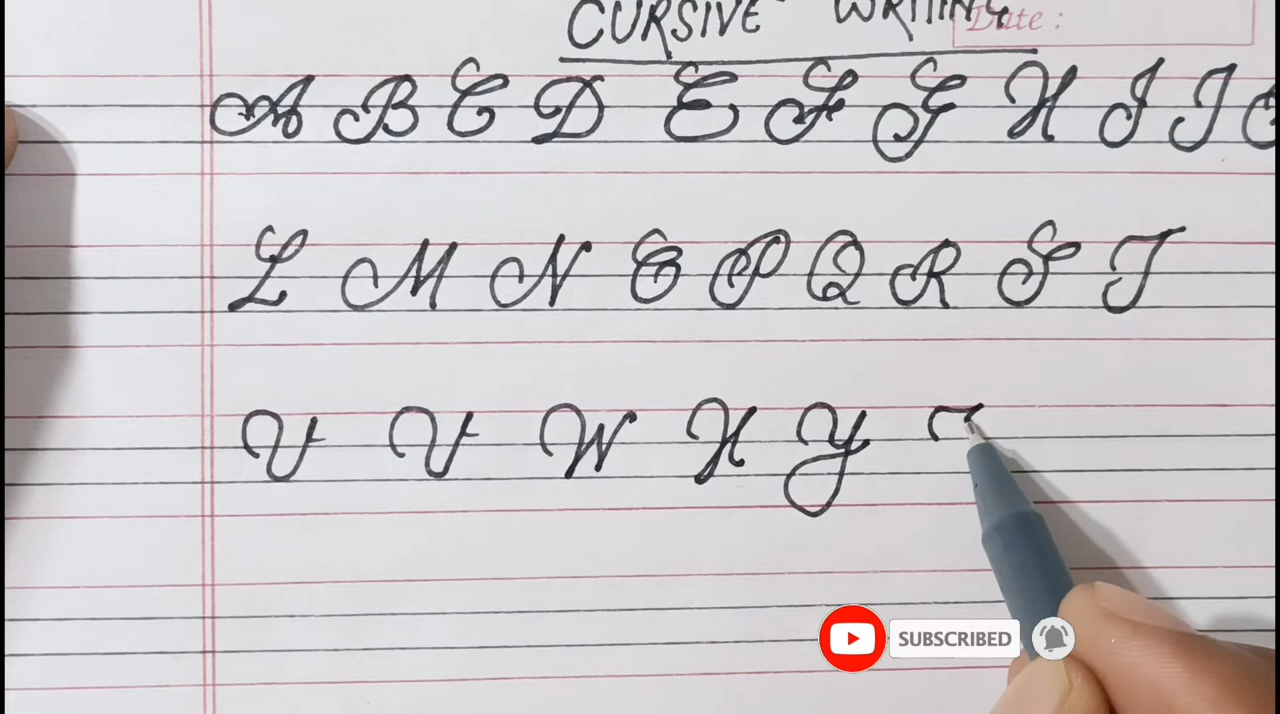 CURSIVE WRITING
Date :
A B C D E F G H I J
L M N O P Q R S T
U V W X Y
SUBSCRIBED